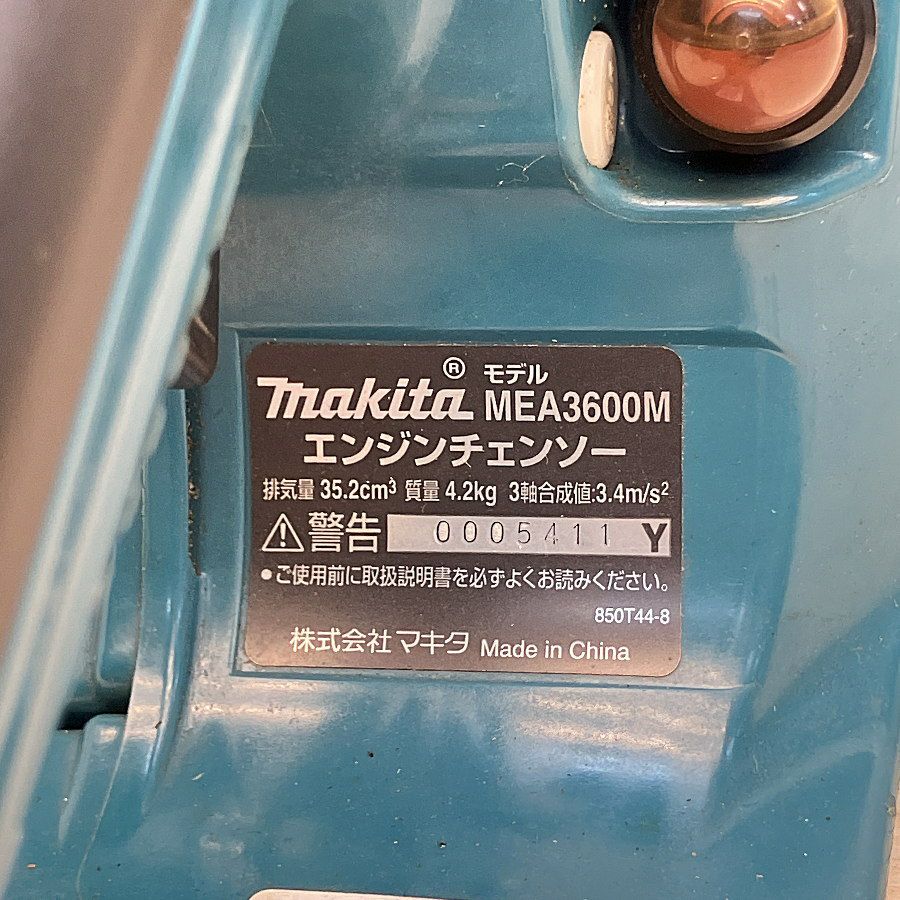 makita® モデル MEA3600M
エンジンチェンソー
排気量 35.2cm³ 質量 4.2kg 3軸合成値:3.4m/s²
警告 0005411 Y
•ご使用前に取扱説明書を必ずよくお読みください。
850T44-8
株式会社 マキタ Made in China